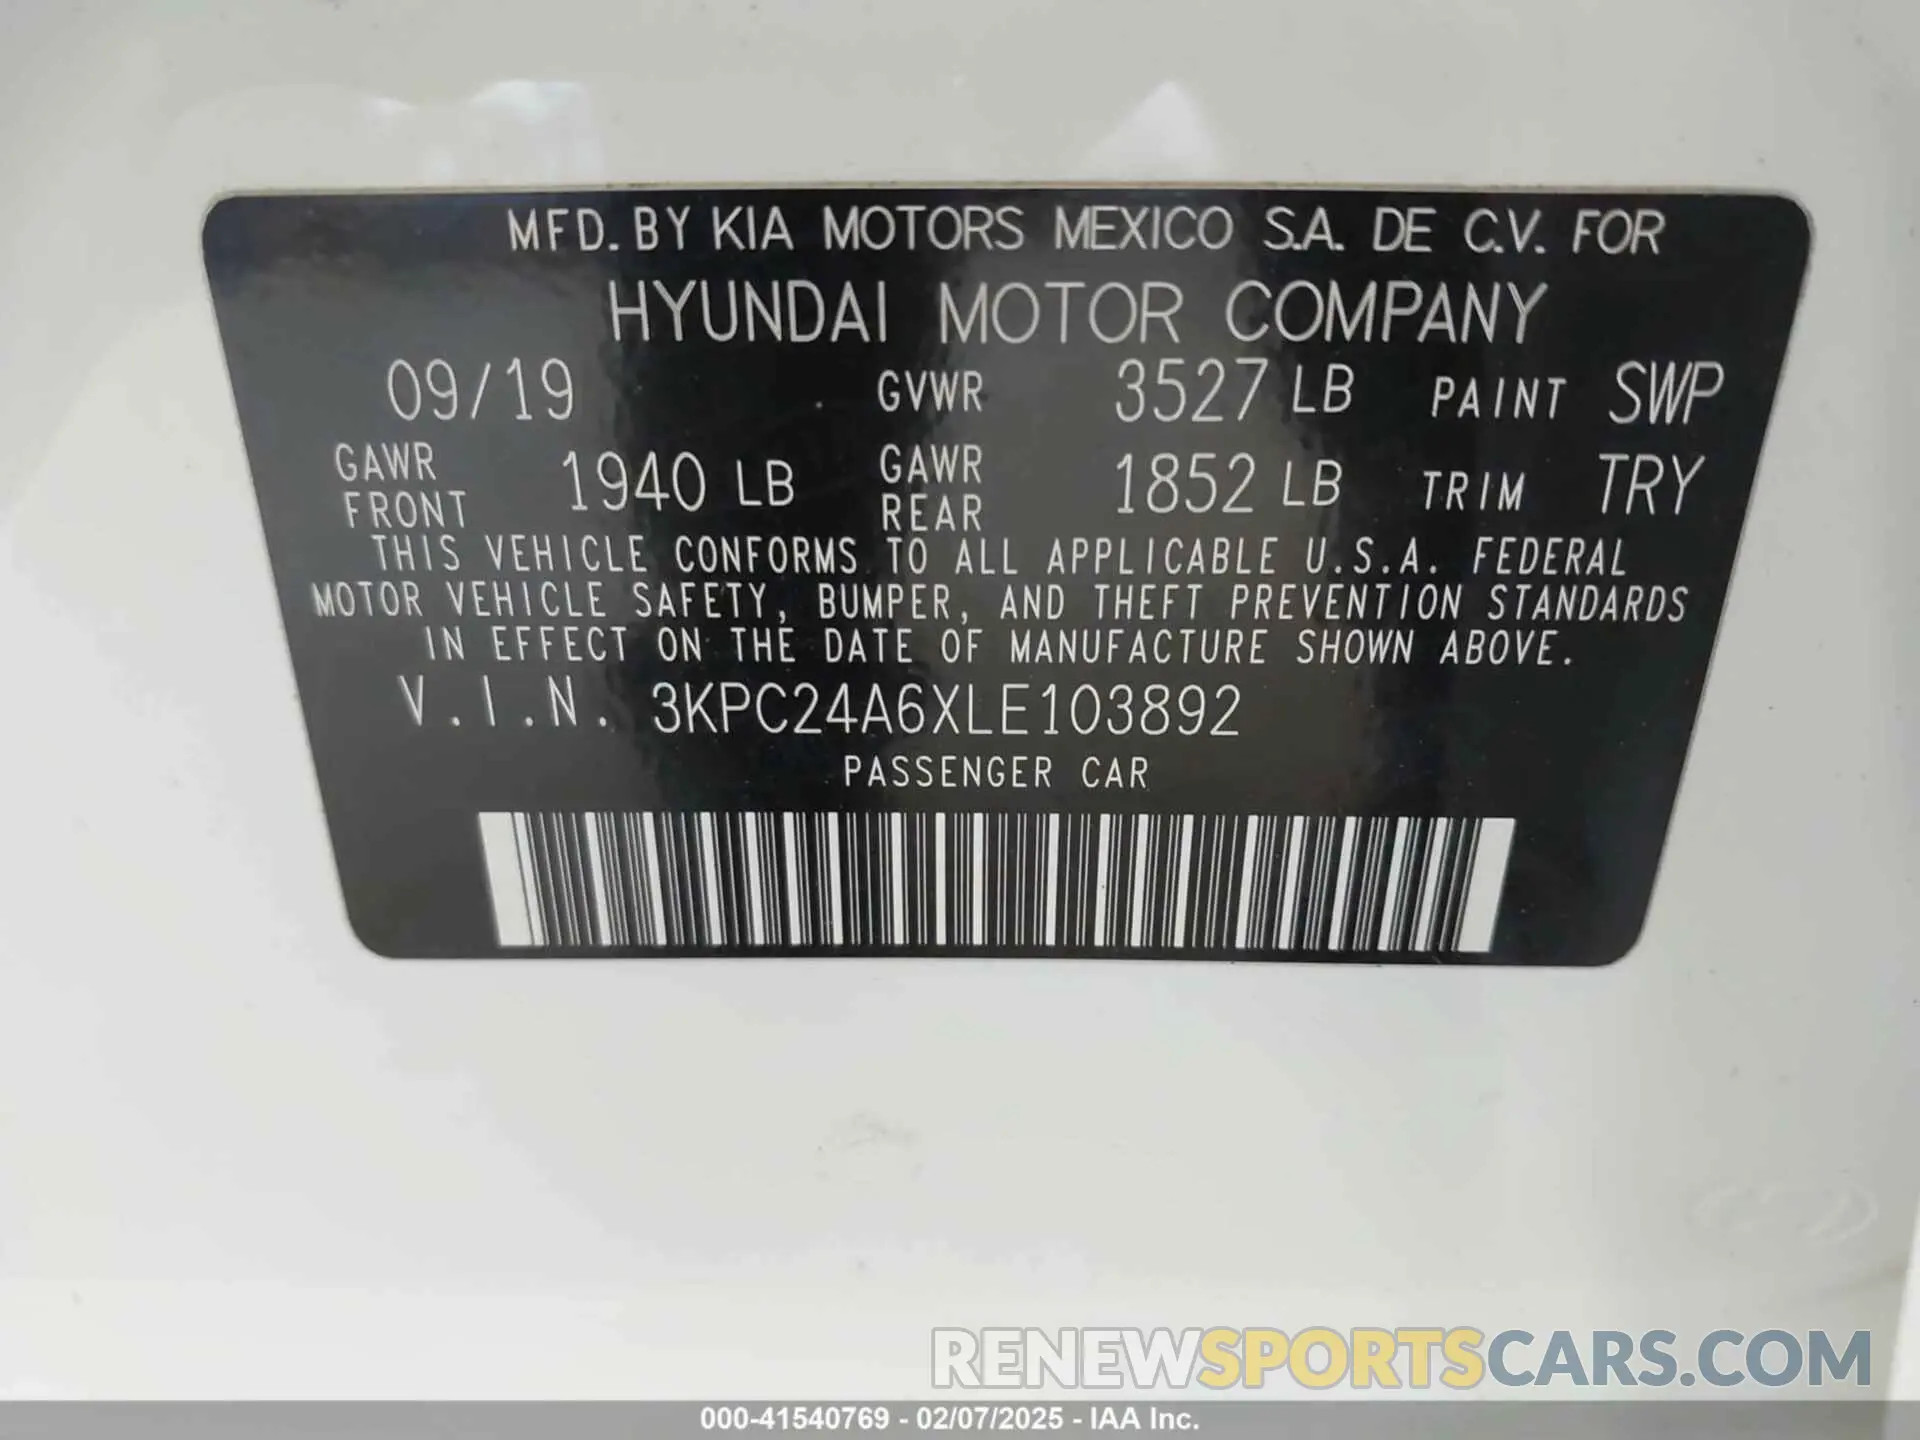 MFD. BY KIA MOTORS MEXICO S.A. DE C.V. FOR
HYUNDAI MOTOR COMPANY
09/19 GVWR 3527 LB PAINT SWP
GAWR FRONT 1940 LB GAWR REAR 1852 LB TRIM TRY
THIS VEHICLE CONFORMS TO ALL APPLICABLE U.S.A. FEDERAL
MOTOR VEHICLE SAFETY, BUMPER, AND THEFT PREVENTION STANDARDS
IN EFFECT ON THE DATE OF MANUFACTURE SHOWN ABOVE.
V.I.N. 3KPC24A6XLE103892
PASSENGER CAR
RENEWSPORTSCARS.COM
000-41540769 - 02/07/2025 - IAA Inc.